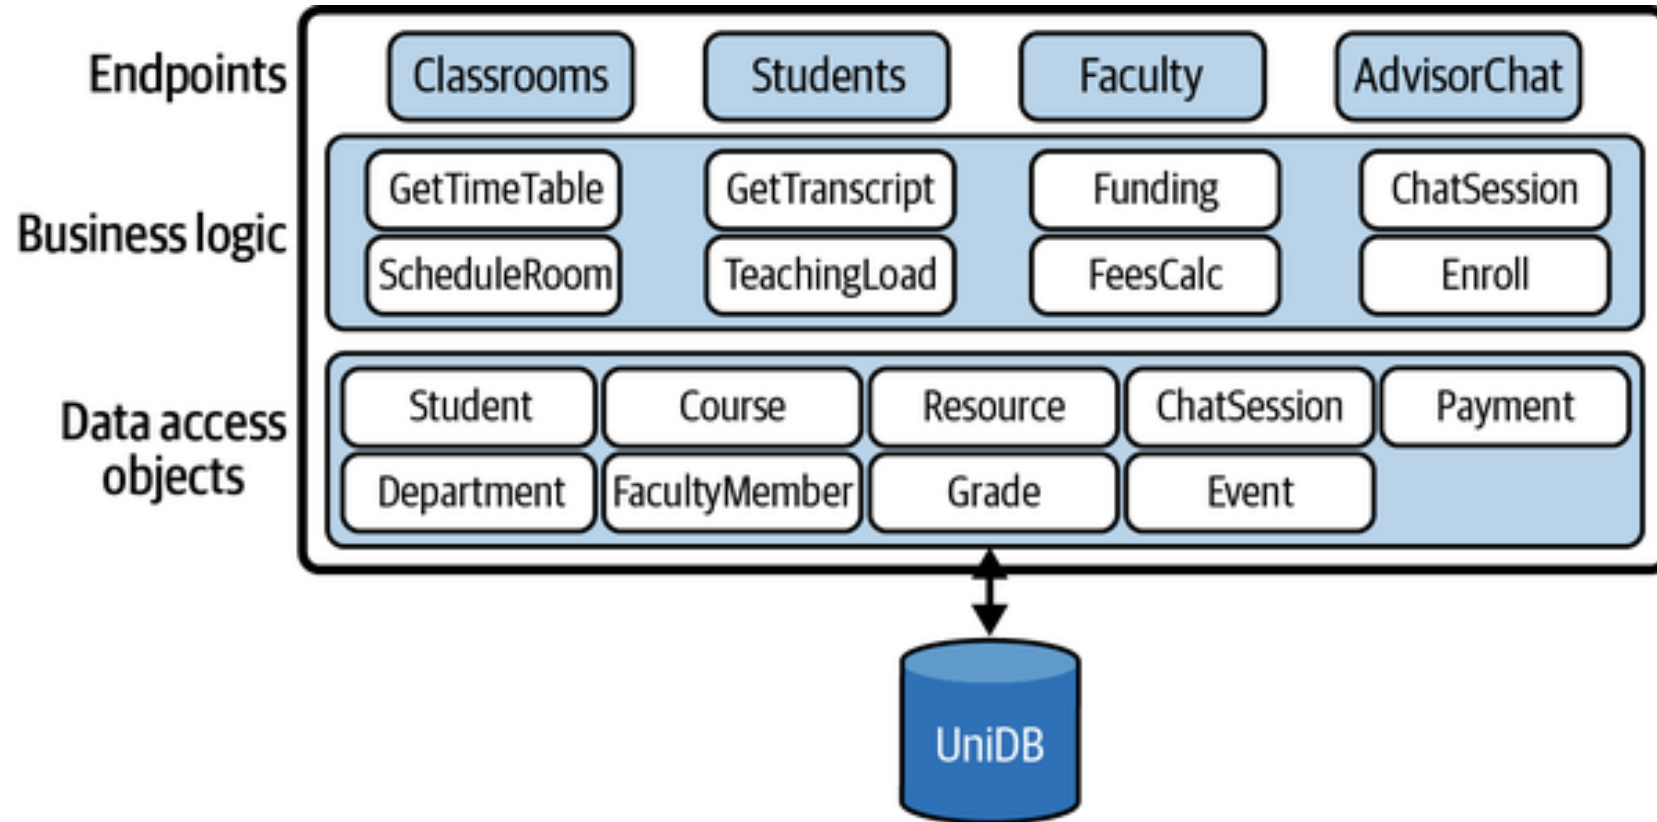 Endpoints
Classrooms
Students
Faculty
AdvisorChat
Business logic
GetTimeTable
GetTranscript
Funding
ChatSession
ScheduleRoom
TeachingLoad
FeesCalc
Enroll
Data access
objects
Student
Course
Resource
ChatSession
Payment
Department
FacultyMember
Grade
Event
UniDB